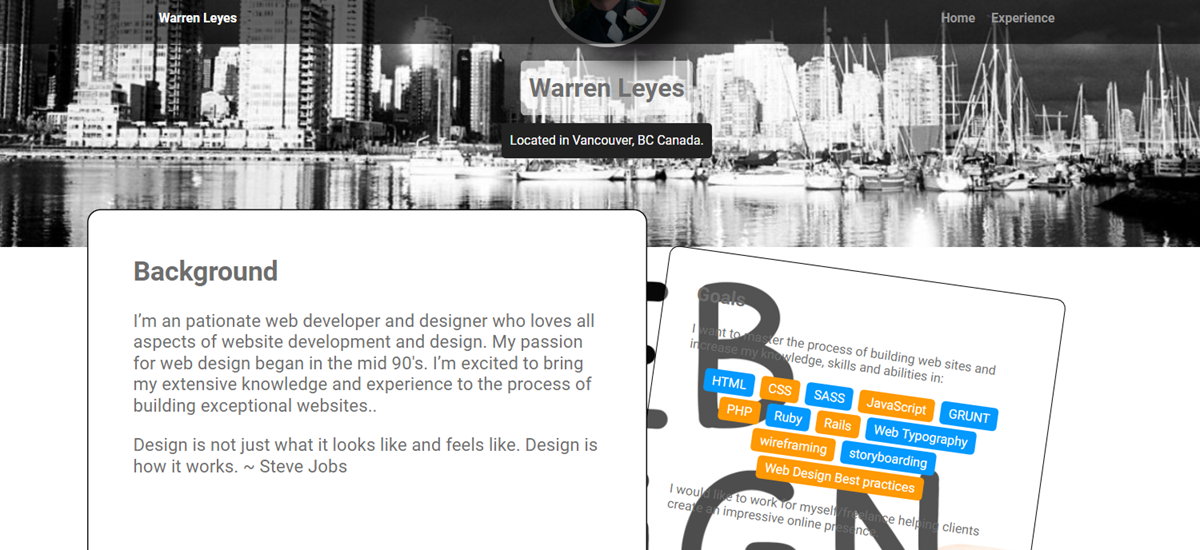 Warren Leyes
Home Experience
Warren Leyes
Located in Vancouver, BC Canada.
Background
I'm an pationate web developer and designer who loves all
aspects of website development and design. My passion
for web design began in the mid 90's. I'm excited to bring
my extensive knowledge and experience to the process of
building exceptional websites..
Design is not just what it looks like and feels like. Design is
how it works. ~ Steve Jobs
Goals
I want to master the process of building web sites and
increase my knowledge, skills and abilities in:
HTML CSS SASS JavaScript GRUNT
PHP Ruby Rails Web Typography
wireframing storyboarding
Web Design Best practices
I would like to work for myself/freelance helping clients
create an impressive online presence.